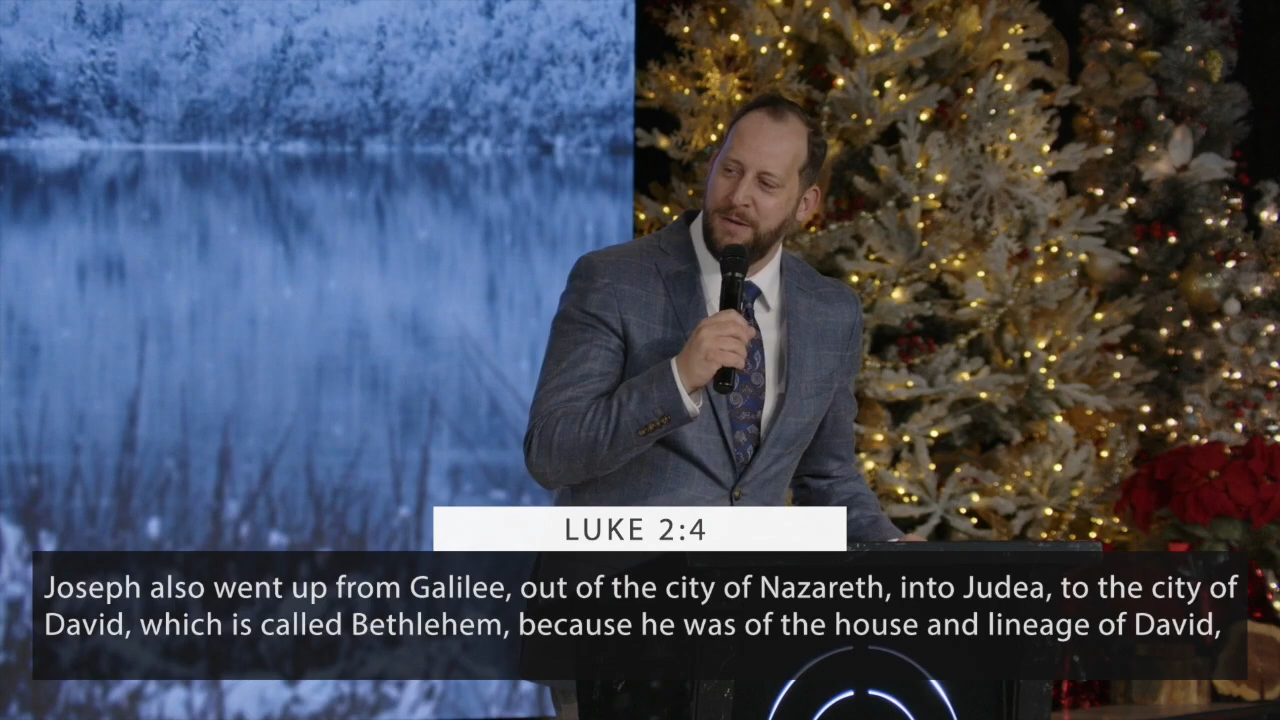 LUKE 2:4
Joseph also went up from Galilee, out of the city of Nazareth, into Judea, to the city of
David, which is called Bethlehem, because he was of the house and lineage of David,